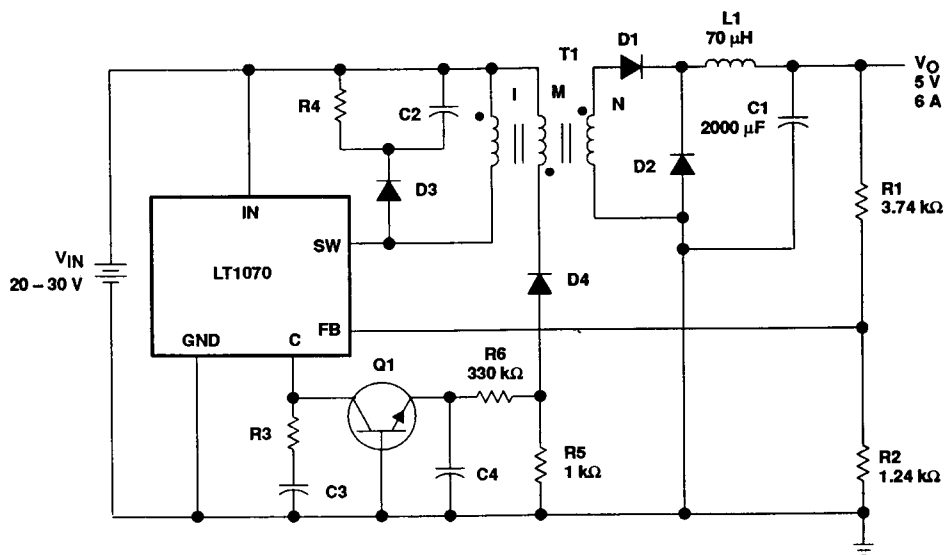 L1
70 μH
D1
T1
VO
5 V
6 A
I
M
N
R4
C2
C1
2000 μF
D2
D3
R1
3.74 kΩ
IN
SW
VIN
20 – 30 V
LT1070
D4
GND
C
FB
Q1
R6
330 kΩ
R3
R5
1 kΩ
R2
1.24 kΩ
C4
C3